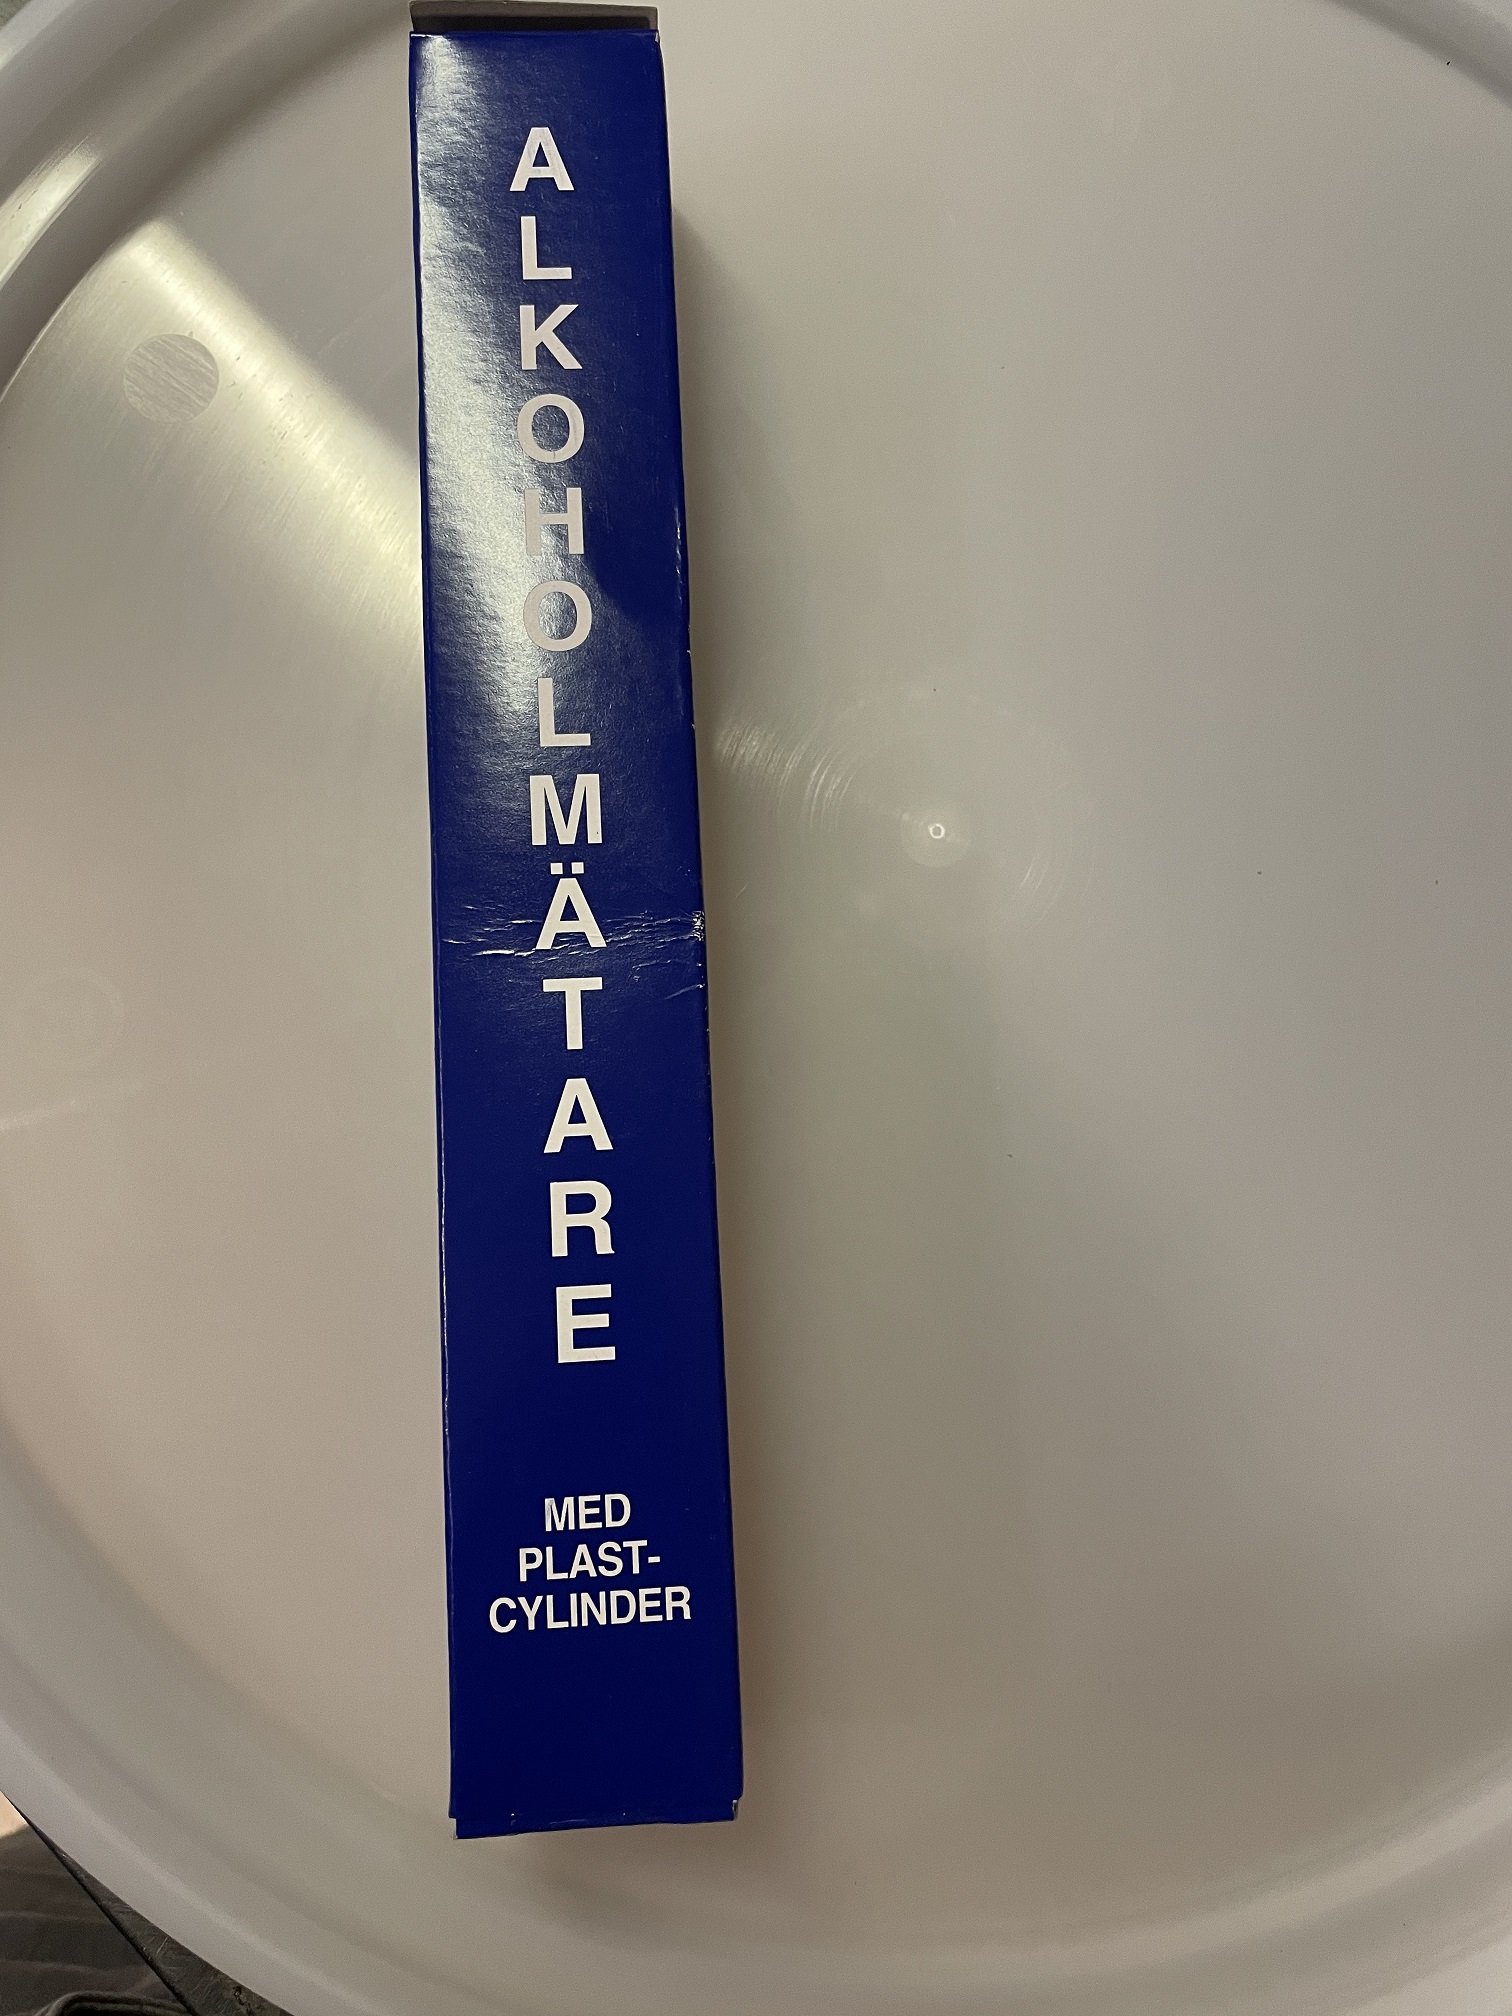 ALKOHOLMÄTARE
MED
PLAST-
CYLINDER